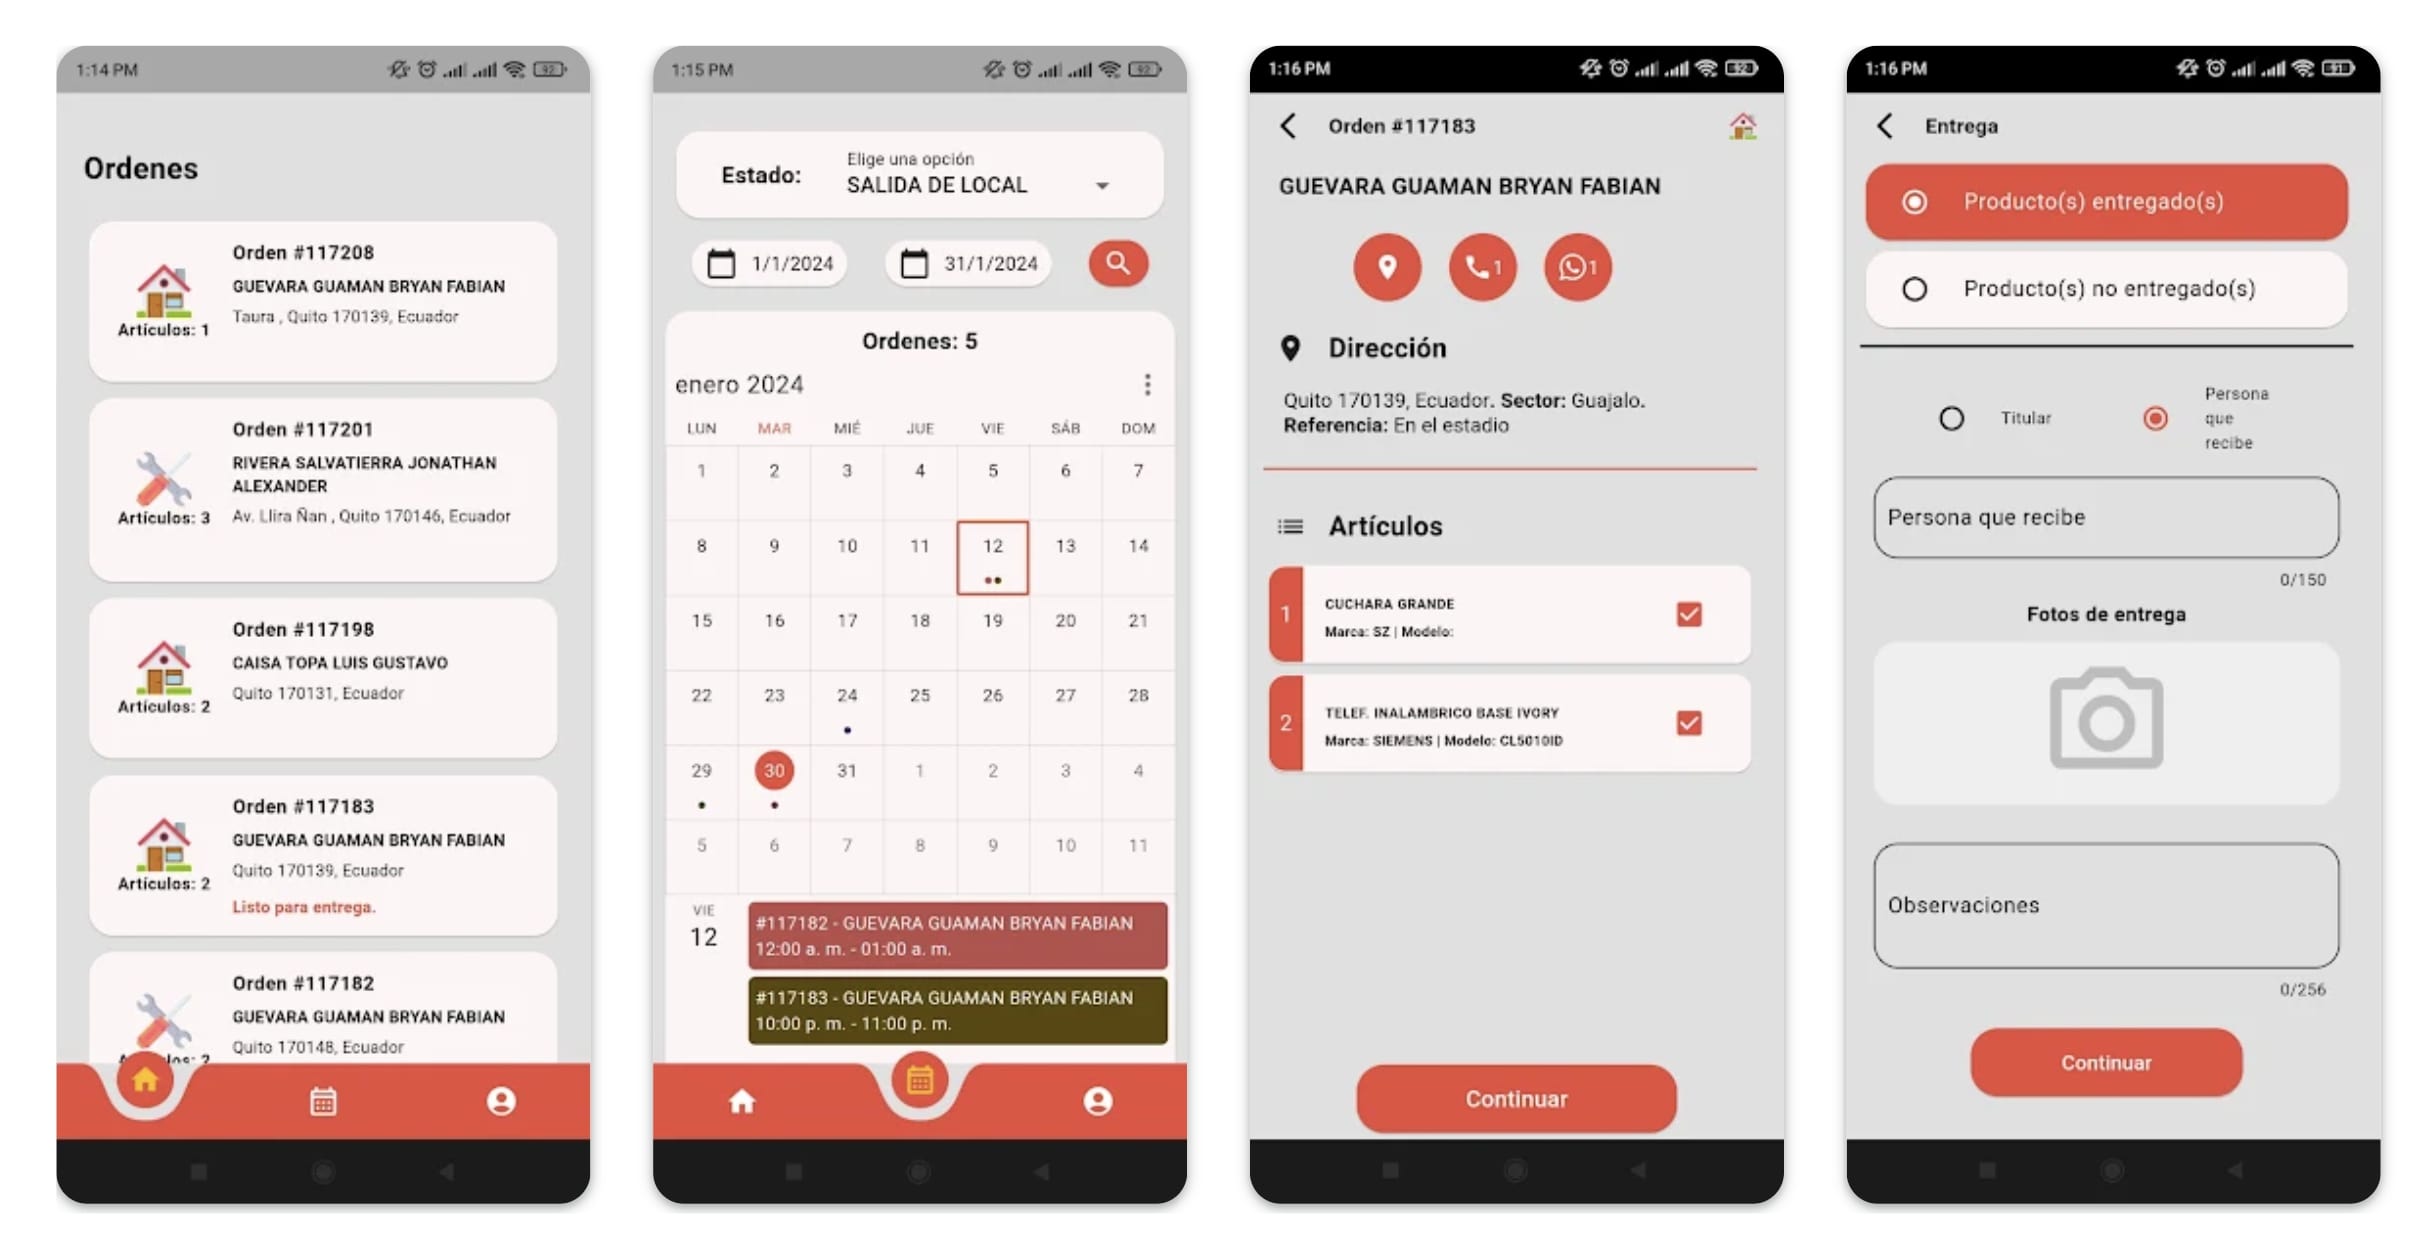 1:14 PM
92
Ordenes
Orden #117208
GUEVARA GUAMAN BRYAN FABIAN
Taura , Quito 170139, Ecuador
Artículos: 1
Orden #117201
RIVERA SALVATIERRA JONATHAN
ALEXANDER
Av. Llira Ñan , Quito 170146, Ecuador
Artículos: 3
Orden #117198
CAISA TOPA LUIS GUSTAVO
Quito 170131, Ecuador
Artículos: 2
Orden #117183
GUEVARA GUAMAN BRYAN FABIAN
Quito 170139, Ecuador
Artículos: 2
Listo para entrega.
Orden #117182
GUEVARA GUAMAN BRYAN FABIAN
Quito 170148, Ecuador
1:15 PM
92
Estado:
Elige una opción
SALIDA DE LOCAL
1/1/2024
31/1/2024
Ordenes: 5
enero 2024
LUN MAR MIÉ JUE VIE SÁB DOM
1 2 3 4 5 6 7
8 9 10 11 12 13 14
15 16 17 18 19 20 21
22 23 24 25 26 27 28
29 30 31 1 2 3 4
5 6 7 8 9 10 11
VIE
12
#117182 - GUEVARA GUAMAN BRYAN FABIAN
12:00 a. m. - 01:00 a. m.
#117183 - GUEVARA GUAMAN BRYAN FABIAN
10:00 p. m. - 11:00 p. m.
1:16 PM
92
Orden #117183
GUEVARA GUAMAN BRYAN FABIAN
1
1
Dirección
Quito 170139, Ecuador. Sector: Guajalo.
Referencia: En el estadio
Artículos
1
CUCHARA GRANDE
Marca: SZ | Modelo:
2
TELEF. INALAMBRICO BASE IVORY
Marca: SIEMENS | Modelo: CL5010ID
Continuar
1:16 PM
91
Entrega
Producto(s) entregado(s)
Producto(s) no entregado(s)
Titular
Persona
que
recibe
Persona que recibe
0/150
Fotos de entrega
Observaciones
0/256
Continuar